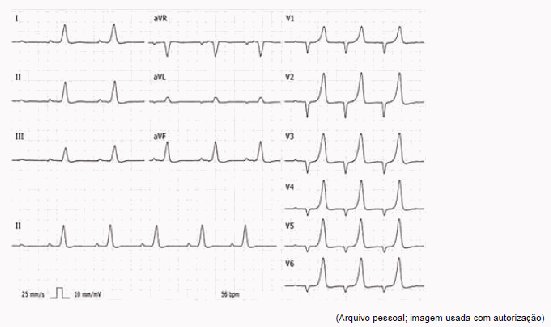 I aVR V1
II aVL V2
III aVF V3
V4
II V5
V6
25 mm/s 10 mm/mV 56 bpm
(Arquivo pessoal; imagem usada com autorização)